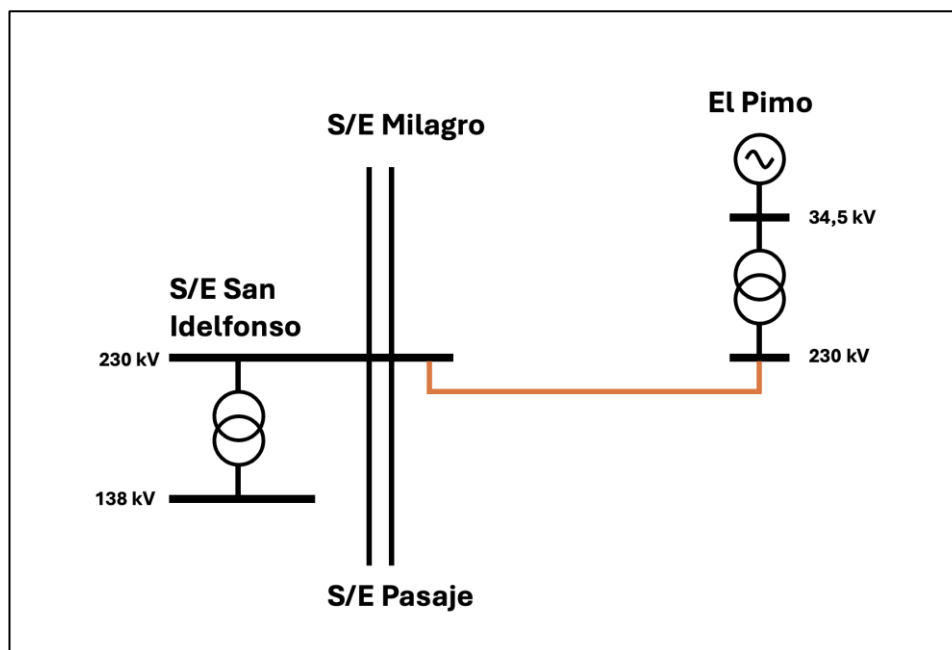 El Pimo
S/E Milagro
34,5 kV
S/E San
Idelfonso
230 kV
230 kV
138 kV
S/E Pasaje